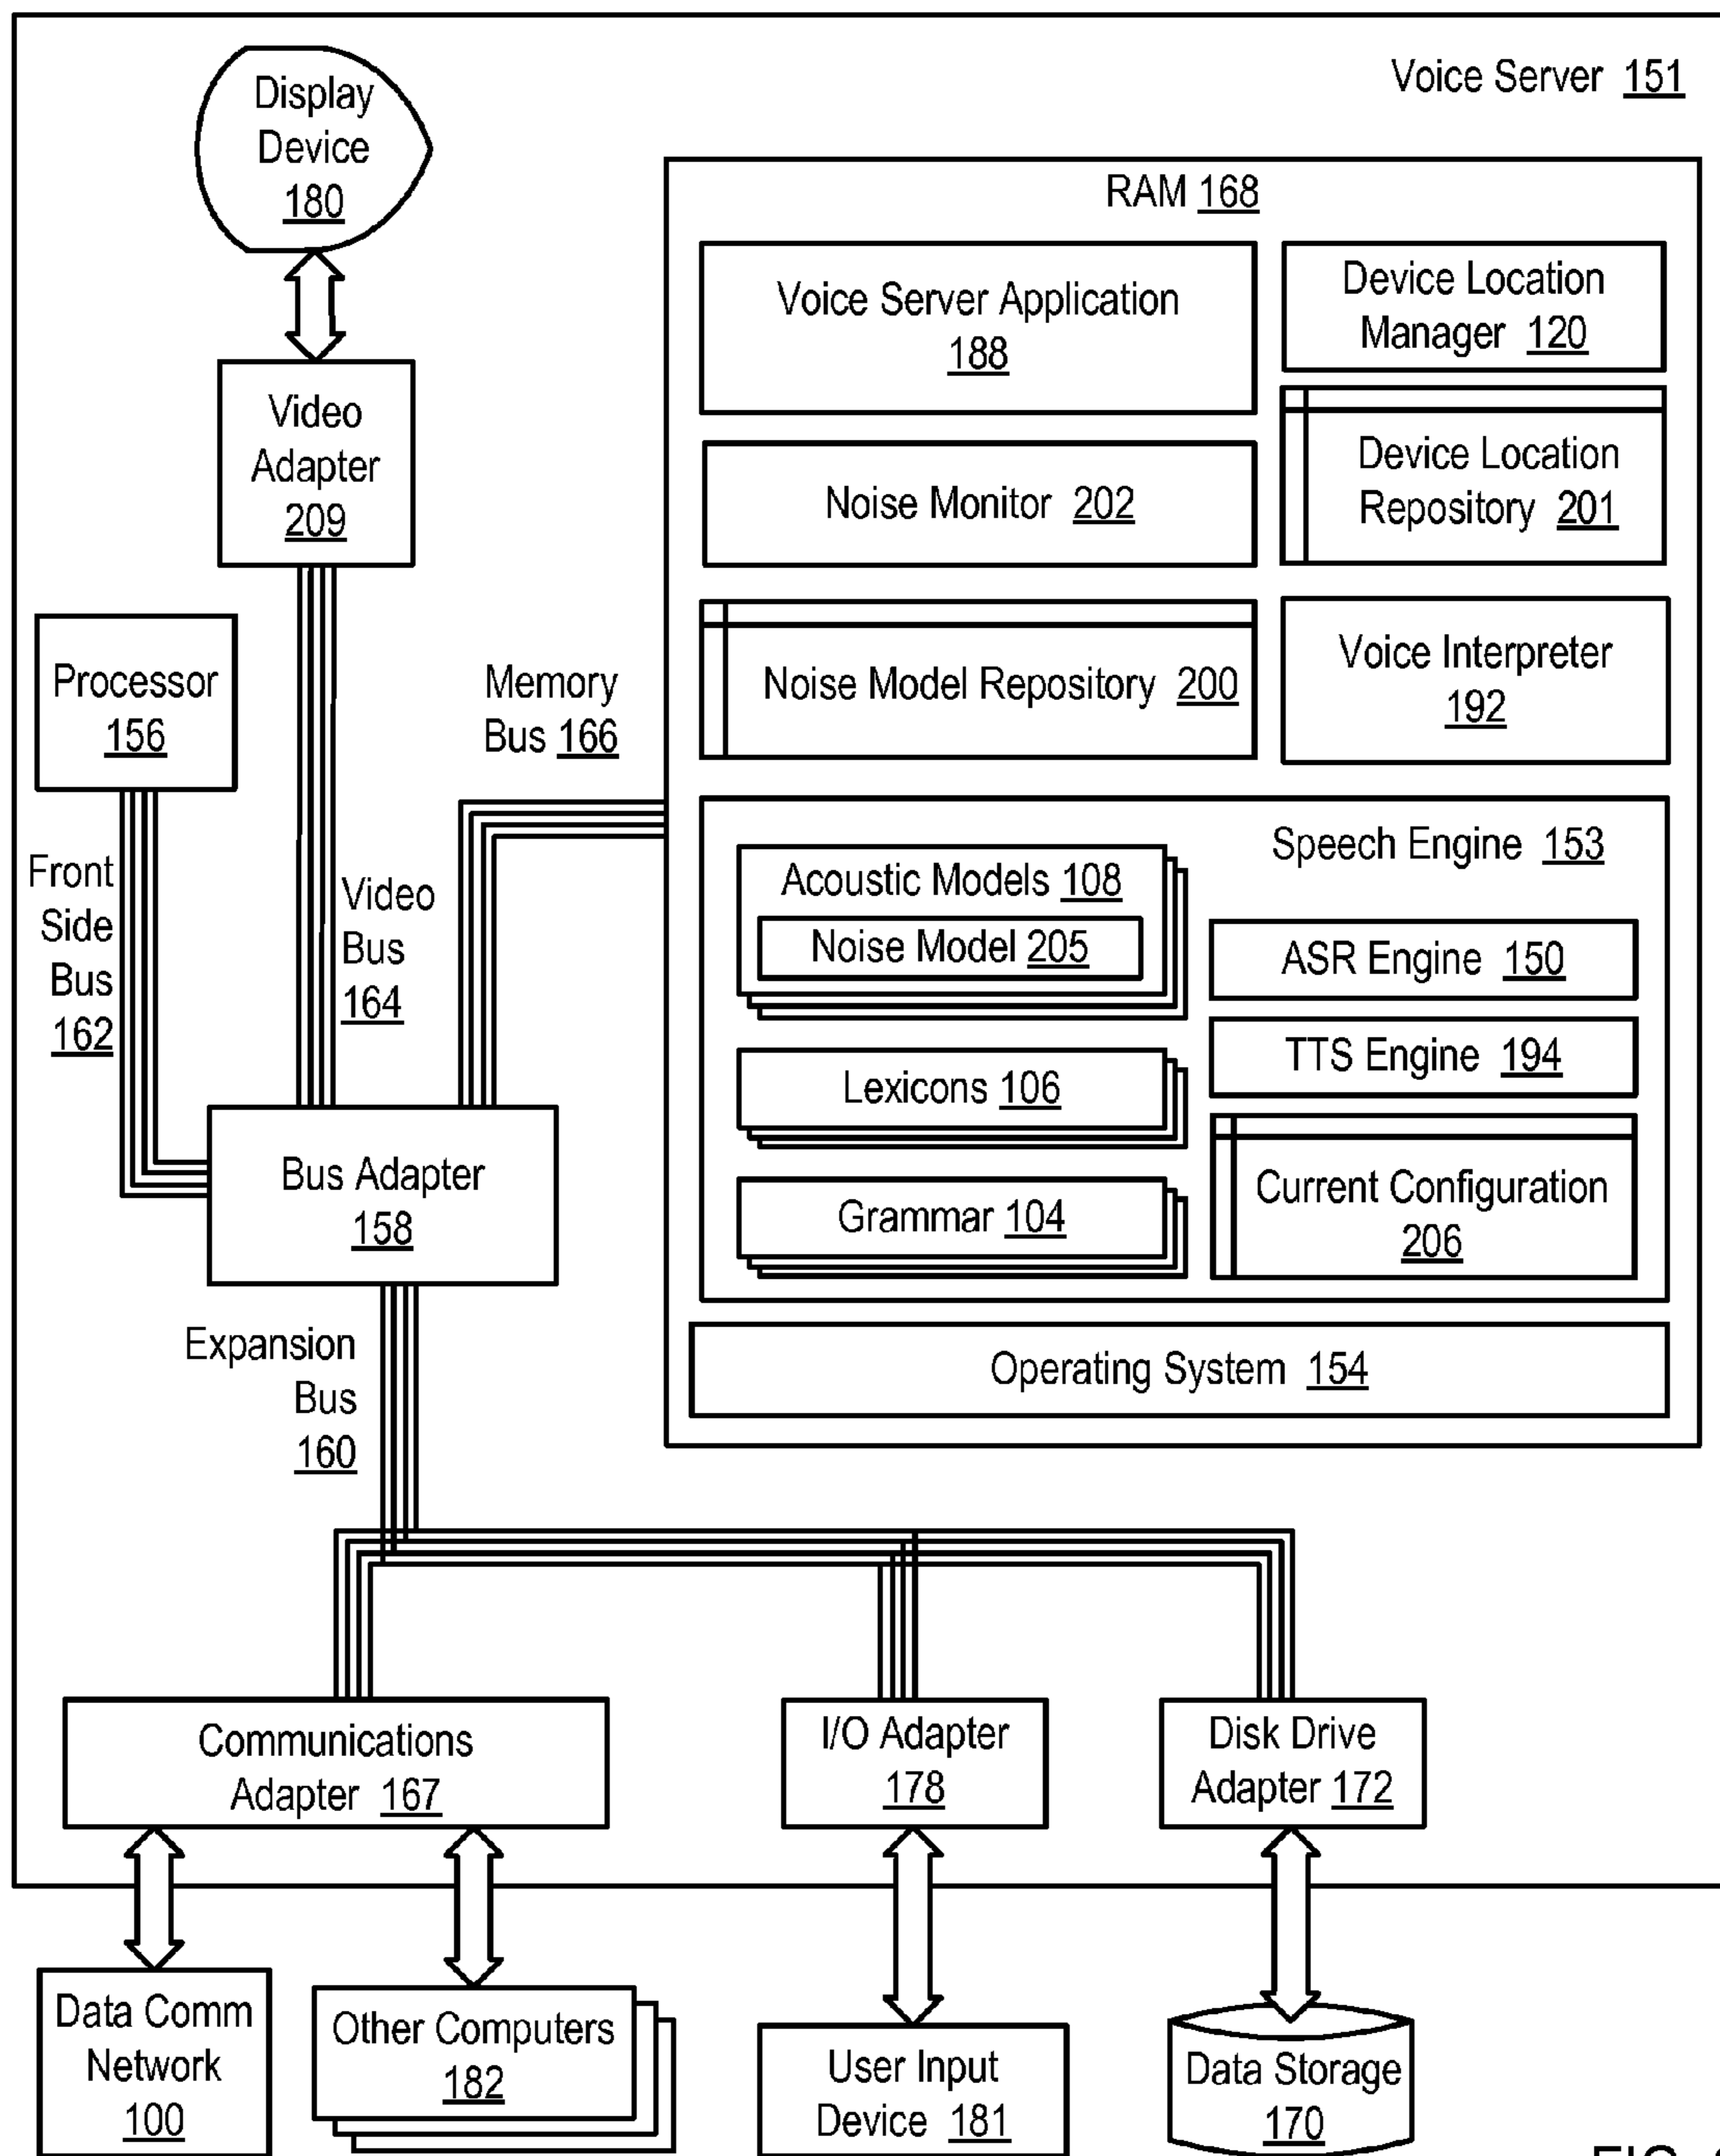 Voice Server 151
Display
Device
180
RAM 168
Voice Server Application
188
Device Location
Manager 120
Video
Adapter
209
Noise Monitor 202
Device Location
Repository 201
Processor
156
Memory
Bus 166
Noise Model Repository 200
Voice Interpreter
192
Front
Side
Bus
162
Video
Bus
164
Speech Engine 153
Acoustic Models 108
Noise Model 205
ASR Engine 150
TTS Engine 194
Lexicons 106
Bus Adapter
158
Grammar 104
Current Configuration
206
Expansion
Bus
160
Operating System 154
Communications
Adapter 167
I/O Adapter
178
Disk Drive
Adapter 172
Data Comm
Network
100
Other Computers
182
User Input
Device 181
Data Storage
170
FIG.